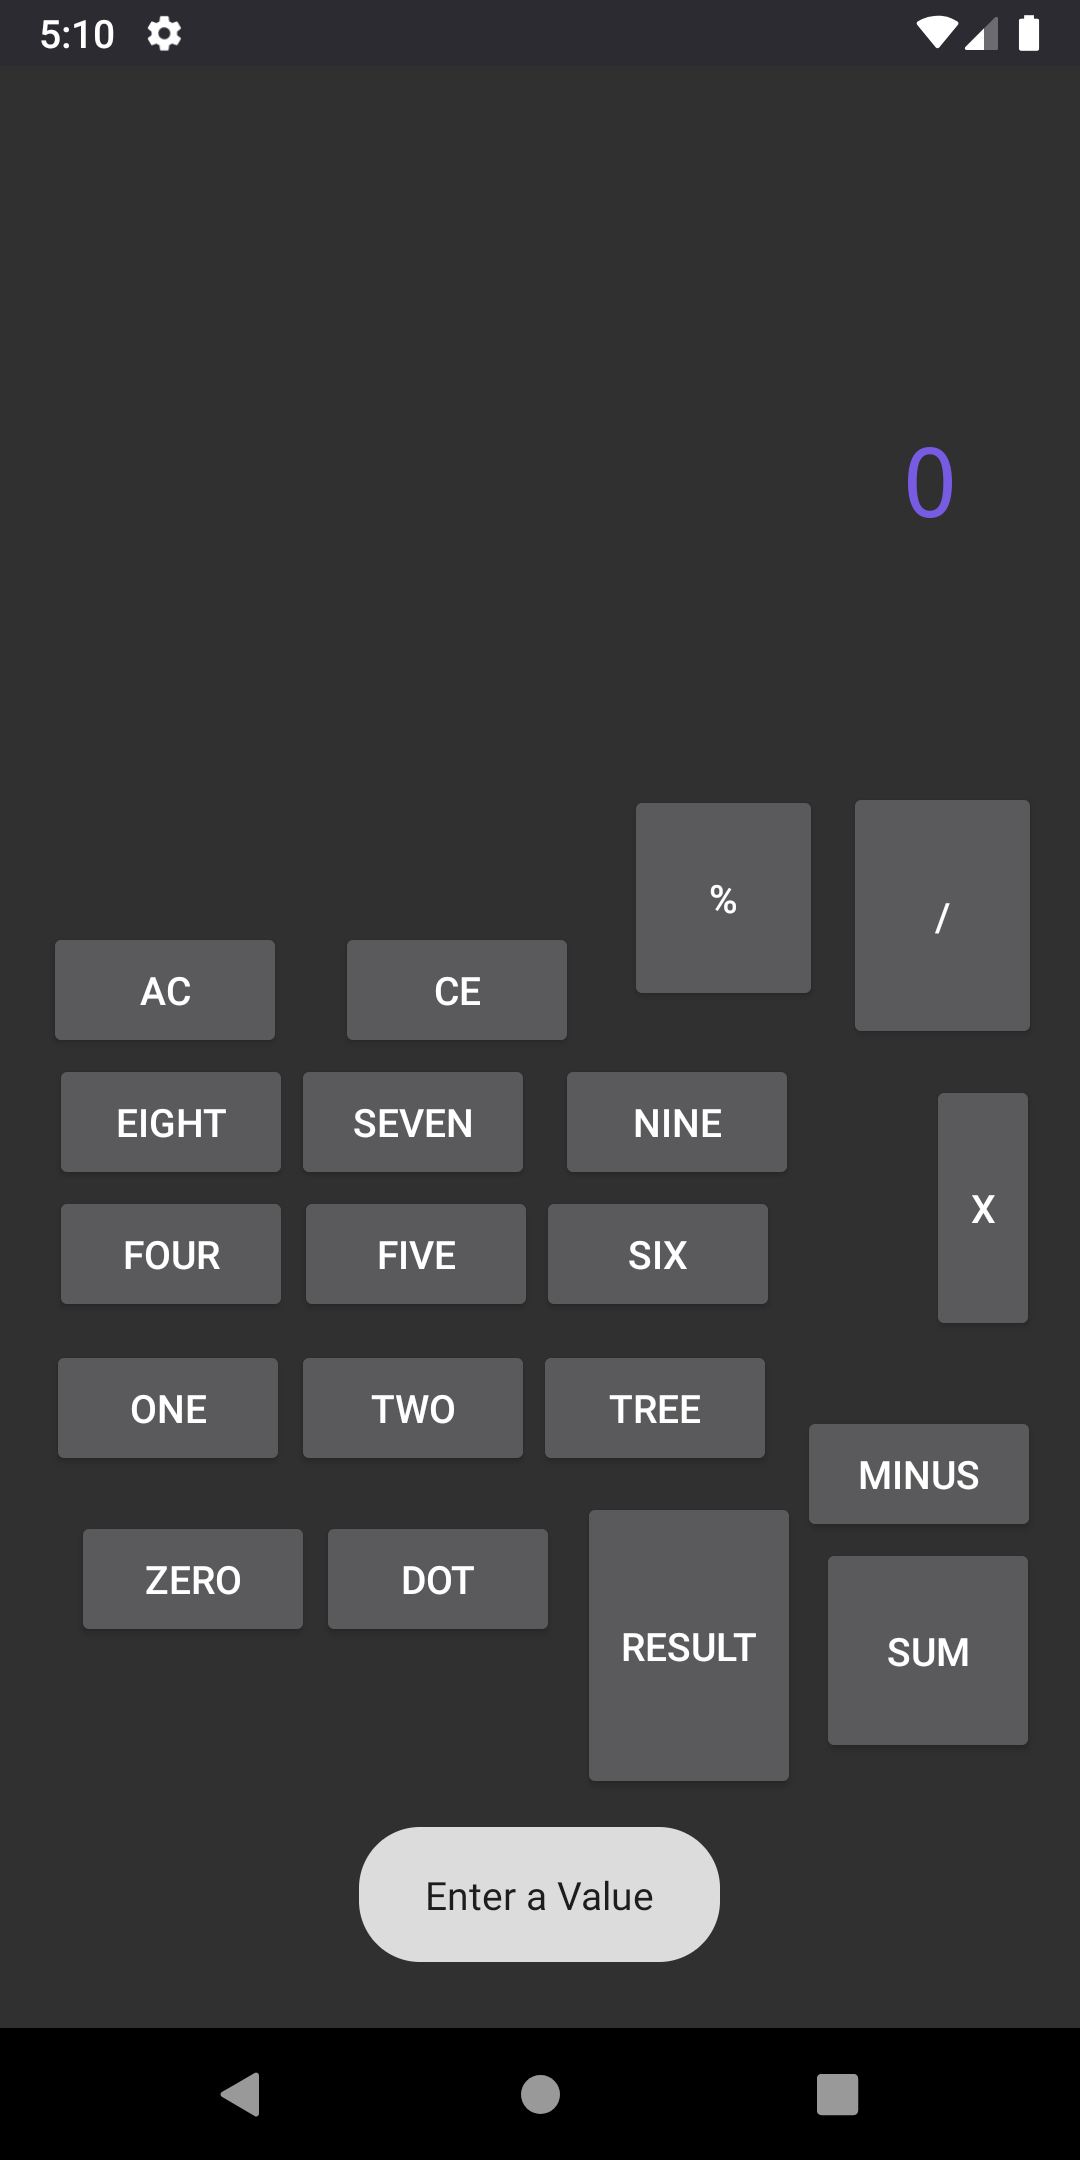 5:10
0
%
/
AC
CE
EIGHT
SEVEN
NINE
X
FOUR
FIVE
SIX
ONE
TWO
TREE
MINUS
ZERO
DOT
RESULT
SUM
Enter a Value